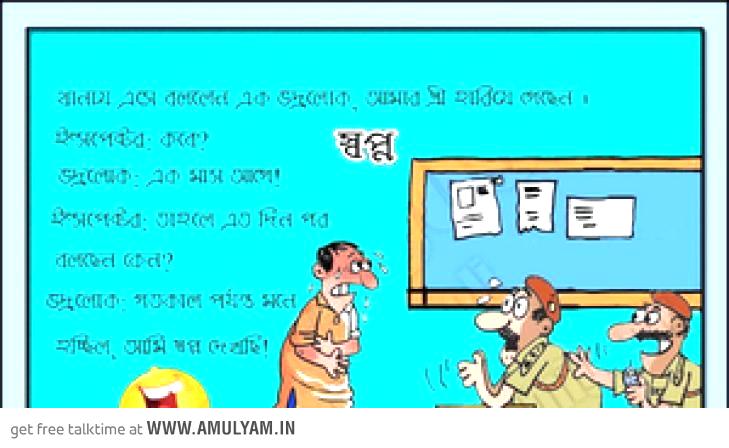 থানায় এসে বললেন এক ভদ্রলোক, আমার স্ত্রী হারিয়ে গেছেন ।
ইন্সপেক্টর: কবে?
স্বপ্ন
ভদ্রলোক: এক মাস আগে!
ইন্সপেক্টর: তাহলে এত দিন পর
বলছেন কেন?
ভদ্রলোক: গতকাল পর্যন্ত মনে
হচ্ছিল, আমি স্বপ্ন দেখছি!
get free talktime at WWW.AMULYAM.IN